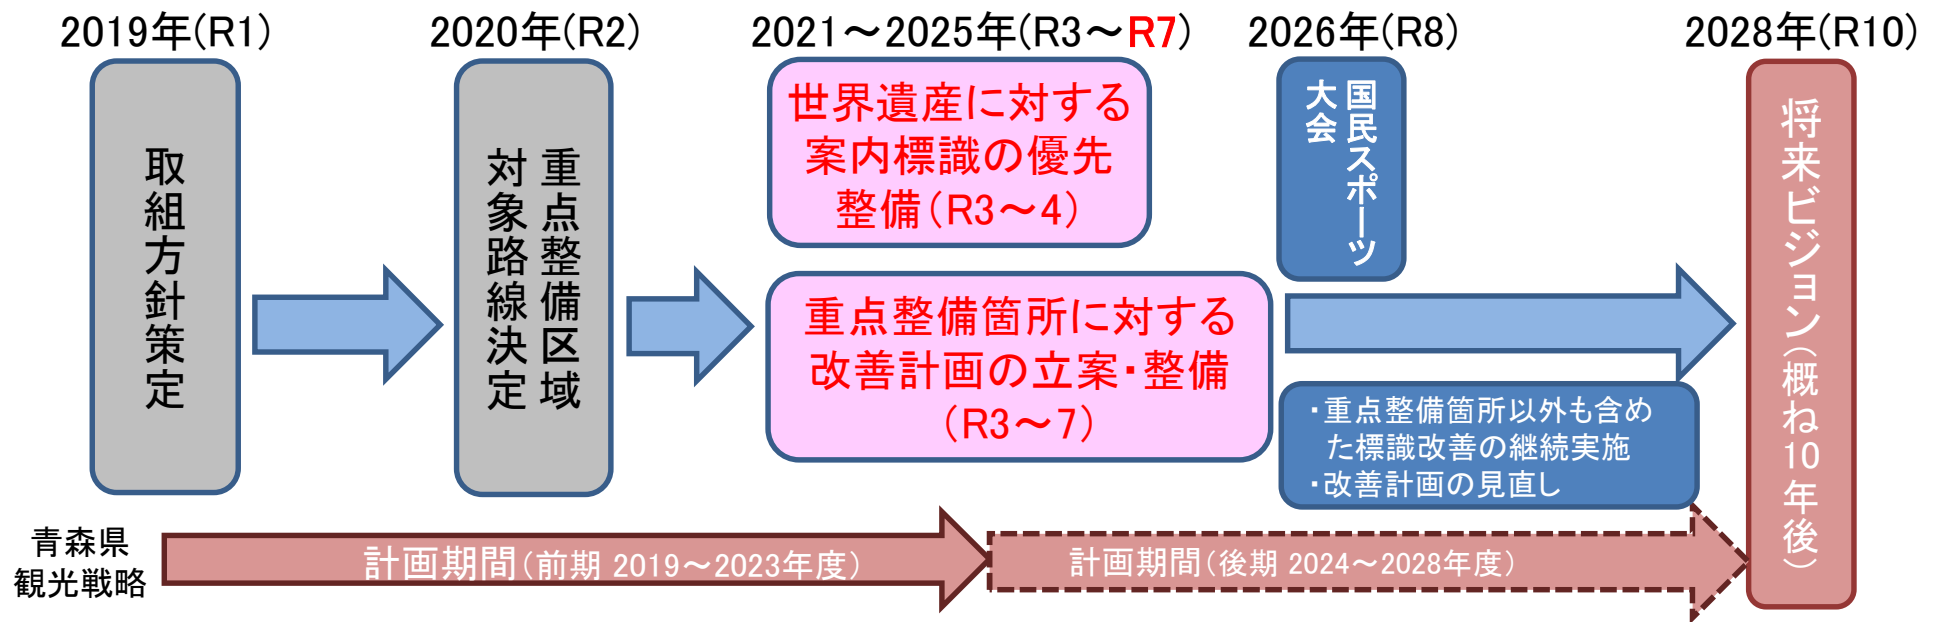 2019年(R1)
2020年(R2)
2021～2025年(R3～R7)
2026年(R8)
2028年(R10)
取組方針策定
重点整備区域
対象路線決定
世界遺産に対する
案内標識の優先
整備（R3～4）
重点整備箇所に対する
改善計画の立案・整備
（R3～7）
国民スポーツ
大会
・重点整備箇所以外も含め
た標識改善の継続実施
・改善計画の見直し
将来ビジョン（概ね10年後）
青森県
観光戦略
計画期間（前期 2019～2023年度）
計画期間（後期 2024～2028年度）